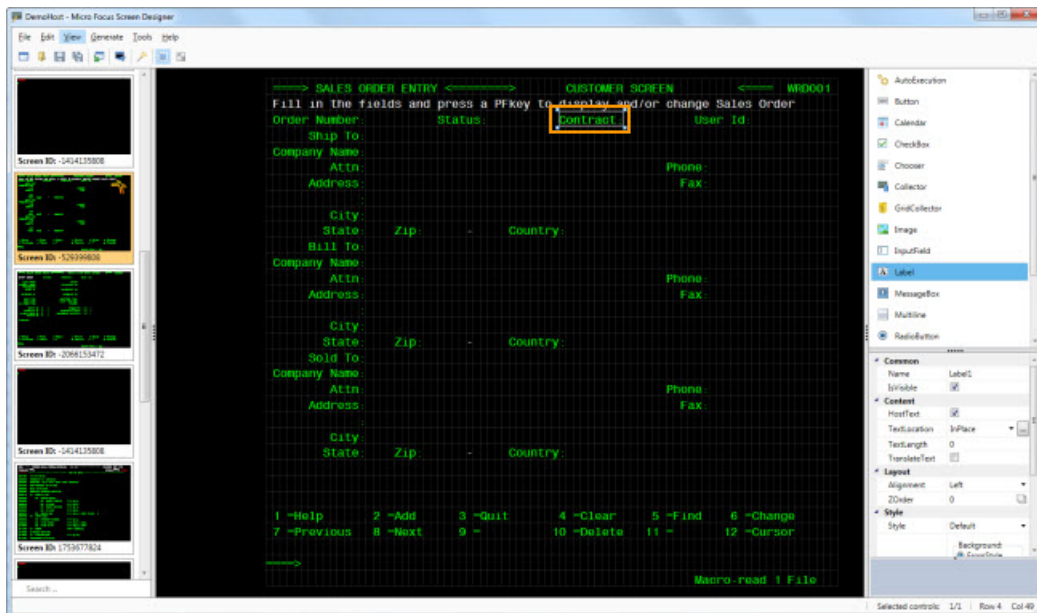 DemoHost - Micro Focus Screen Designer
File Edit View Generate Tools Help
Screen ID: -1414135808
Screen ID: -529399808
Screen ID: -2066153472
Screen ID: -1414135808
Screen ID: 1753677824
Search ...
====> SALES ORDER ENTRY <==========> CUSTOMER SCREEN <==== WRD001
Fill in the fields and press a PFkey to display and/or change Sales Order
Order Number: Status: Contract: User Id:
Ship To:
Company Name:
Attn: Phone:
Address: Fax:
:
City:
State: Zip: - Country:
Bill To:
Company Name:
Attn: Phone:
Address: Fax:
:
City:
State: Zip: - Country:
Sold To:
Company Name:
Attn: Phone:
Address: Fax:
:
City:
State: Zip: - Country:
1 =Help 2 =Add 3 =Quit 4 =Clear 5 =Find 6 =Change
7 =Previous 8 =Next 9 = 10 =Delete 11 = 12 =Cursor
====>
Macro-read 1 File
AutoExecution
Button
Calendar
CheckBox
Chooser
Collector
GridCollector
Image
InputField
Label
MessageBox
Multiline
RadioButton
Common
Name Label1
IsVisible
Content
HostText
TextLocation InPlace ...
TextLength 0
TranslateText
Layout
Alignment Left
ZOrder 0
Style
Style Default
Background:
Selected controls: 1/1 Row 4 Col 49